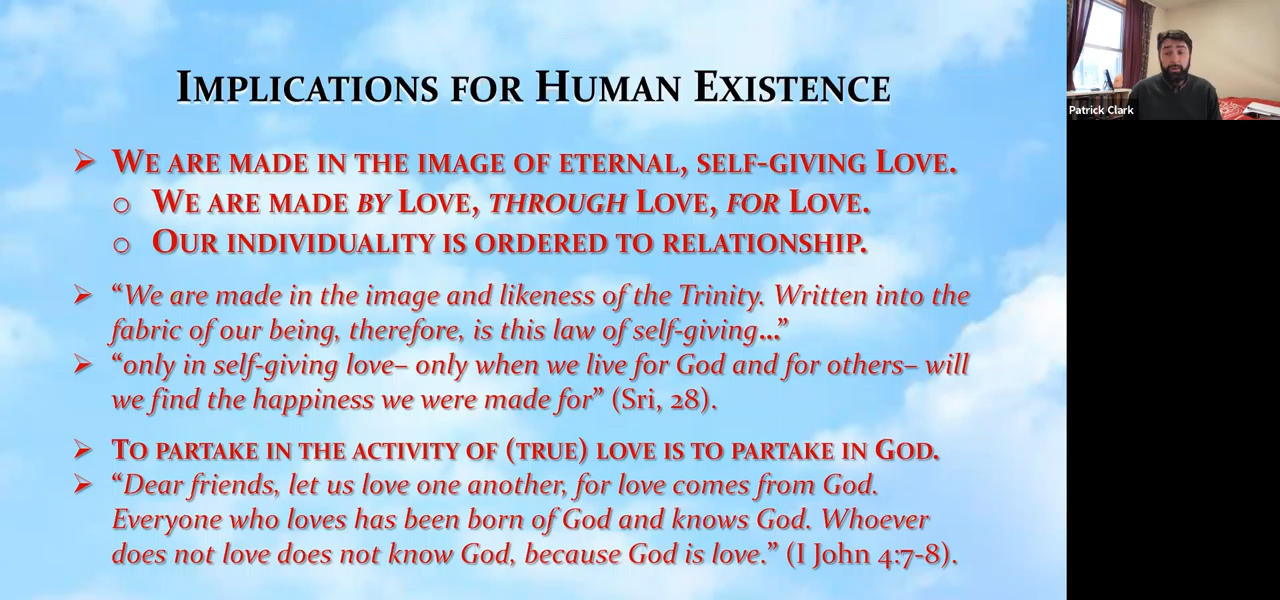 Implications for Human Existence
➢ We are made in the image of eternal, self-giving Love.
o We are made by Love, through Love, for Love.
o Our individuality is ordered to relationship.
➢ “We are made in the image and likeness of the Trinity. Written into the
fabric of our being, therefore, is this law of self-giving…”
➢ “only in self-giving love– only when we live for God and for others– will
we find the happiness we were made for” (Sri, 28).
➢ To partake in the activity of (true) love is to partake in God.
➢ “Dear friends, let us love one another, for love comes from God.
Everyone who loves has been born of God and knows God. Whoever
does not love does not know God, because God is love.” (I John 4:7-8).
Patrick Clark